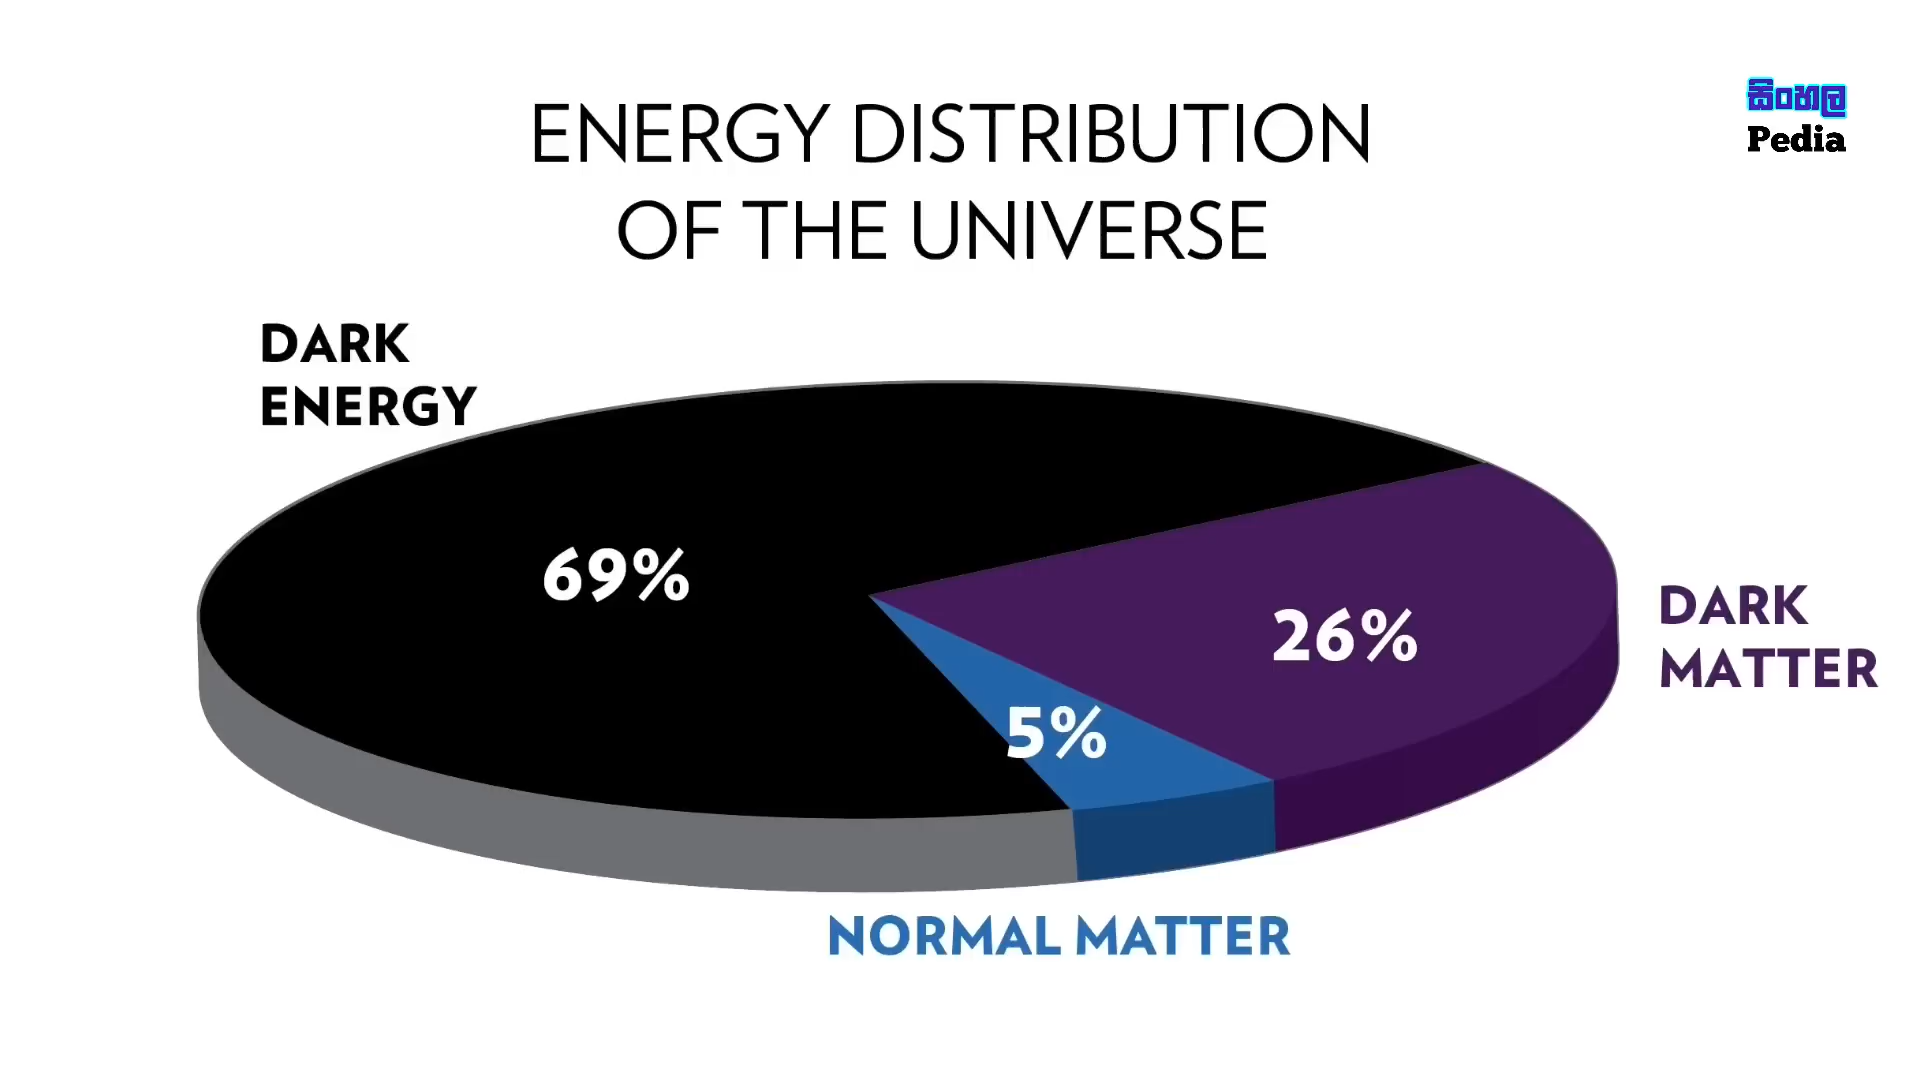 සිංහල
Pedia
ENERGY DISTRIBUTION
OF THE UNIVERSE
DARK
ENERGY
69%
26%
DARK
MATTER
5%
NORMAL MATTER